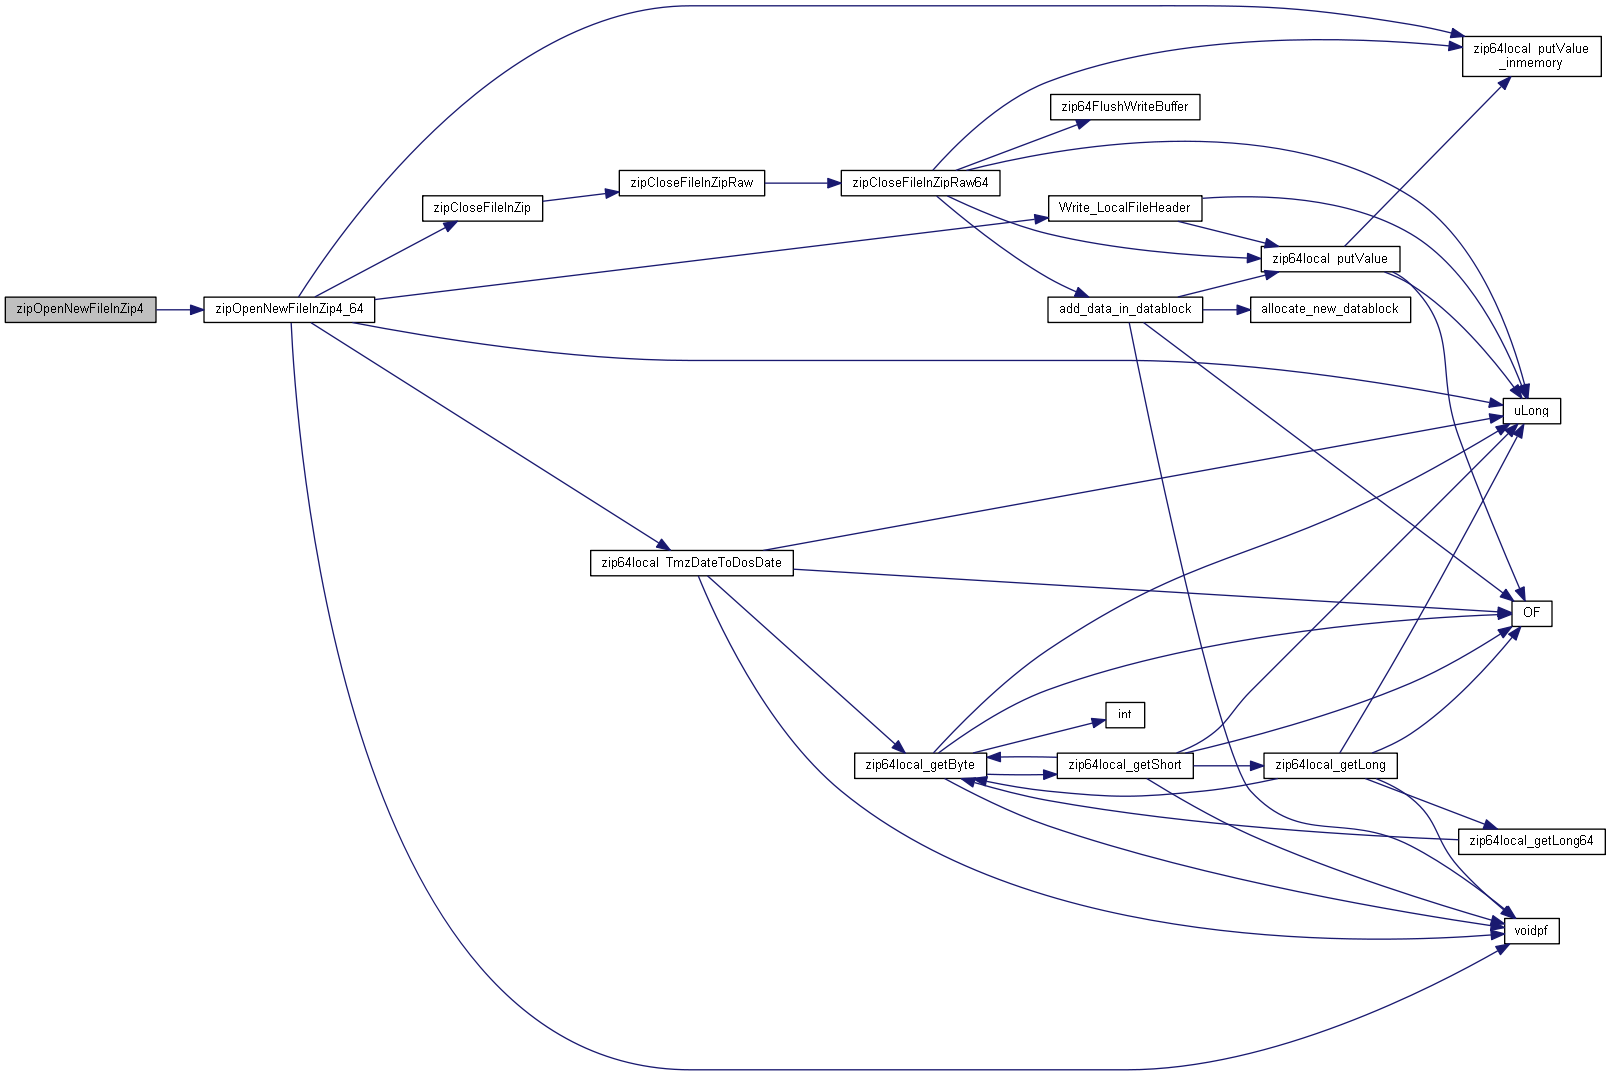 zip64local_putValue
_inmemory
zip64FlushWriteBuffer
zipCloseFileInZipRaw
zipCloseFileInZipRaw64
zipCloseFileInZip
Write_LocalFileHeader
zip64local_putValue
zipOpenNewFileInZip4
zipOpenNewFileInZip4_64
add_data_in_datablock
allocate_new_datablock
uLong
zip64local_TmzDateToDosDate
OF
int
zip64local_getByte
zip64local_getShort
zip64local_getLong
zip64local_getLong64
voidpf